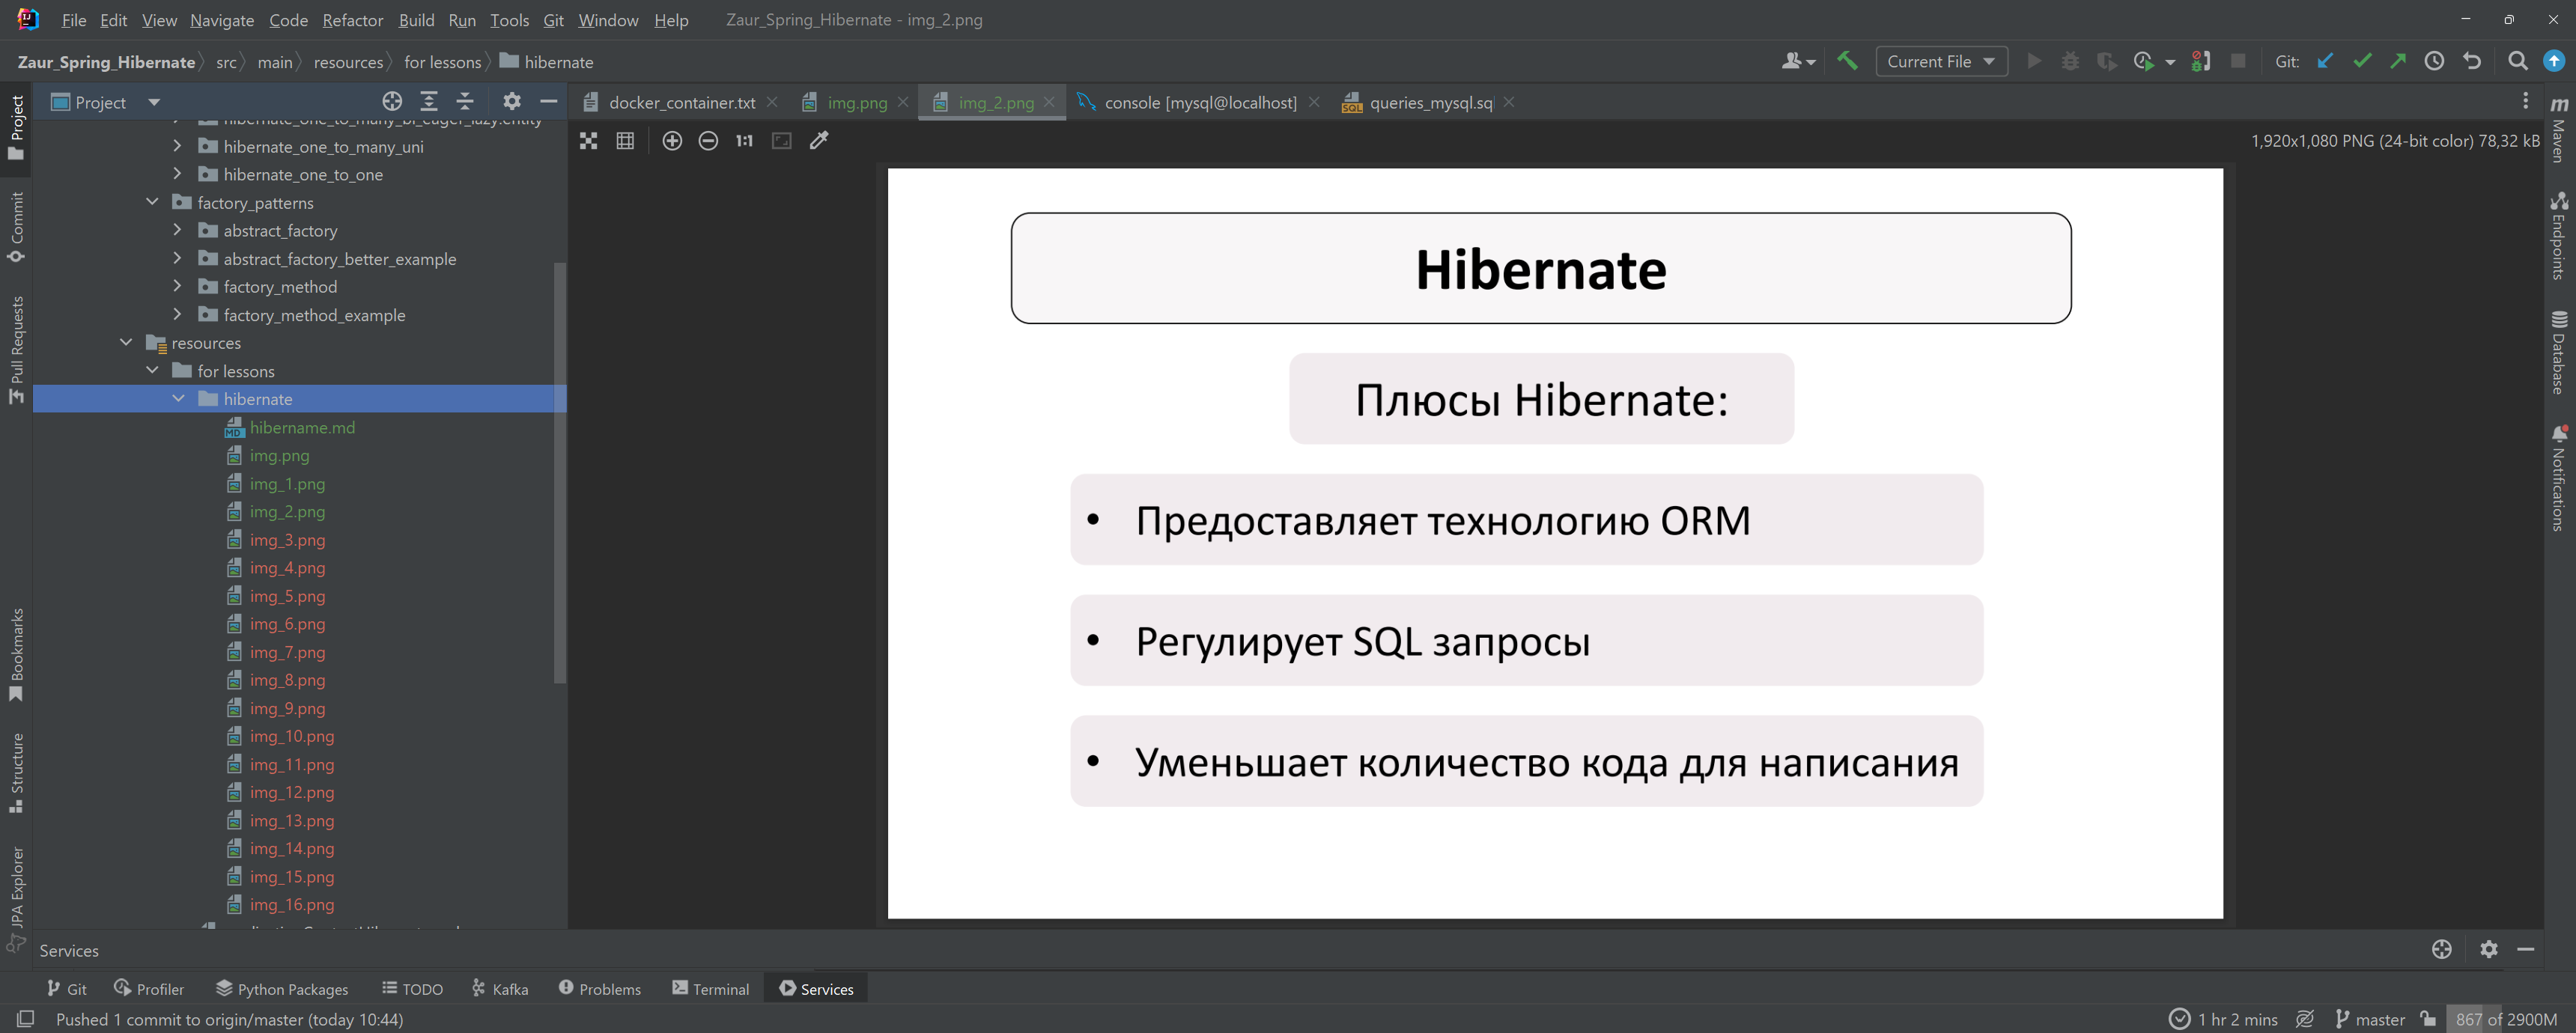 File Edit View Navigate Code Refactor Build Run Tools Git Window Help Zaur_Spring_Hibernate - img_2.png
Zaur_Spring_Hibernate src main resources for lessons hibernate
Current File
Git:
Project
docker_container.txt
img.png
img_2.png
console [mysql@localhost]
queries_mysql.sql
1:1
1,920x1,080 PNG (24-bit color) 78,32 kB
hibernate_one_to_many_bi_eager_lazy.entity
hibernate_one_to_many_uni
hibernate_one_to_one
factory_patterns
abstract_factory
abstract_factory_better_example
factory_method
factory_method_example
resources
for lessons
hibernate
hibername.md
img.png
img_1.png
img_2.png
img_3.png
img_4.png
img_5.png
img_6.png
img_7.png
img_8.png
img_9.png
img_10.png
img_11.png
img_12.png
img_13.png
img_14.png
img_15.png
img_16.png
Hibernate
Плюсы Hibernate:
• Предоставляет технологию ORM
• Регулирует SQL запросы
• Уменьшает количество кода для написания
Project
Commit
Pull Requests
Bookmarks
Structure
JPA Explorer
Maven
Endpoints
Database
Notifications
Services
Git Profiler Python Packages TODO Kafka Problems Terminal Services
Pushed 1 commit to origin/master (today 10:44)
1 hr 2 mins
master
867 of 2900M